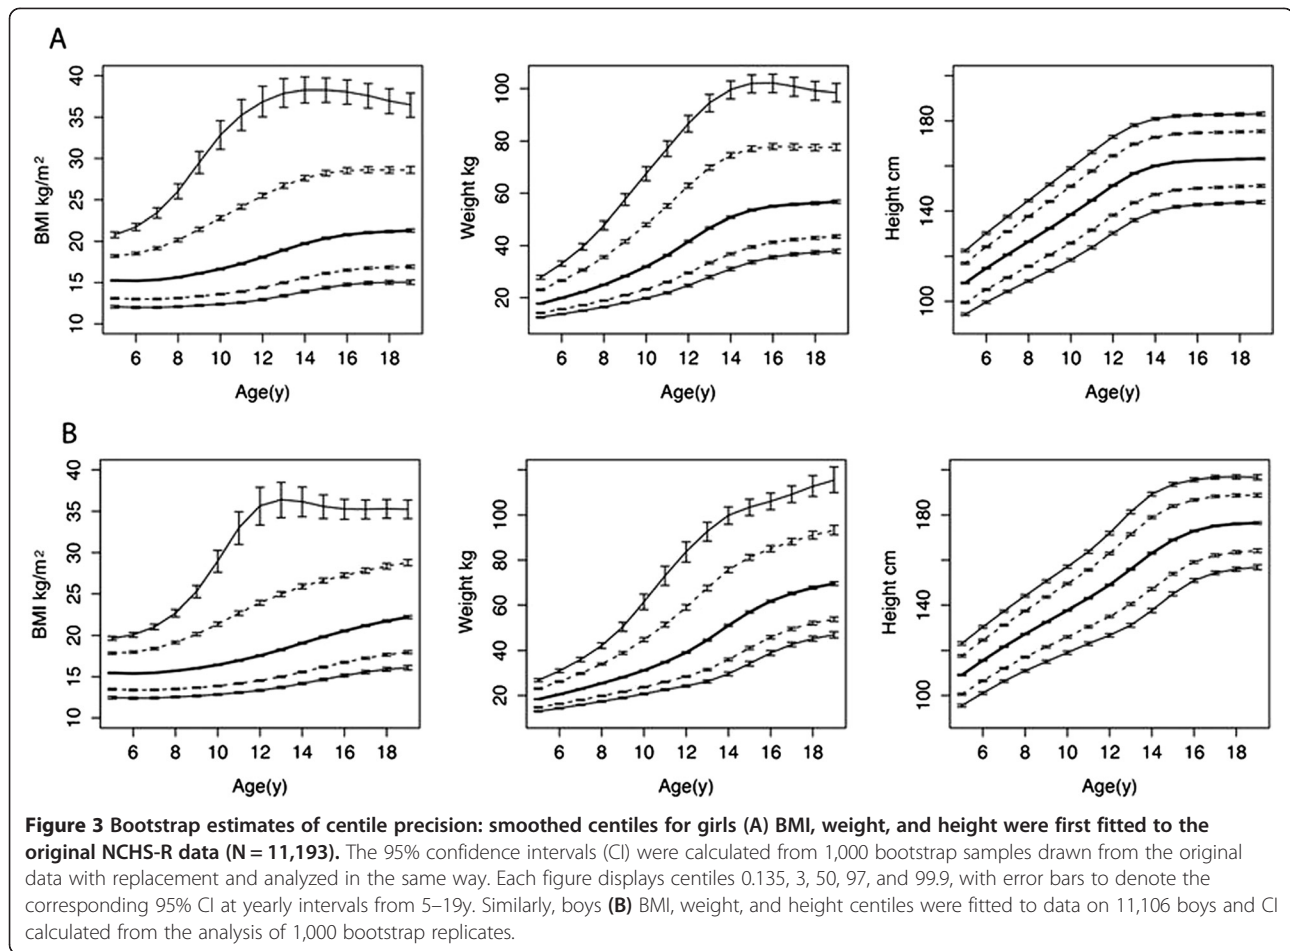 A
BMI kg/m²
40
35
30
25
20
15
10
6 8 10 12 14 16 18
Age(y)
Weight kg
100
80
60
40
20
6 8 10 12 14 16 18
Age(y)
Height cm
180
140
100
6 8 10 12 14 16 18
Age(y)
B
BMI kg/m²
40
35
30
25
20
15
10
6 8 10 12 14 16 18
Age(y)
Weight kg
100
80
60
40
20
6 8 10 12 14 16 18
Age(y)
Height cm
180
140
100
6 8 10 12 14 16 18
Age(y)
Figure 3 Bootstrap estimates of centile precision: smoothed centiles for girls (A) BMI, weight, and height were first fitted to the
original NCHS-R data (N = 11,193). The 95% confidence intervals (CI) were calculated from 1,000 bootstrap samples drawn from the original
data with replacement and analyzed in the same way. Each figure displays centiles 0.135, 3, 50, 97, and 99.9, with error bars to denote the
corresponding 95% CI at yearly intervals from 5–19y. Similarly, boys (B) BMI, weight, and height centiles were fitted to data on 11,106 boys and CI
calculated from the analysis of 1,000 bootstrap replicates.